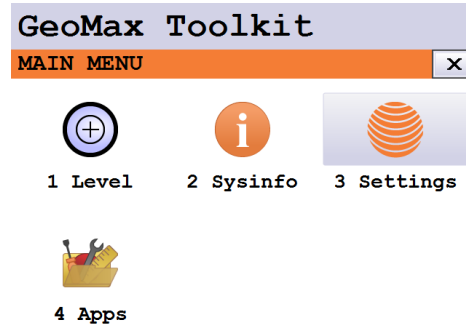 GeoMax Toolkit
MAIN MENU
1 Level 2 Sysinfo 3 Settings
4 Apps